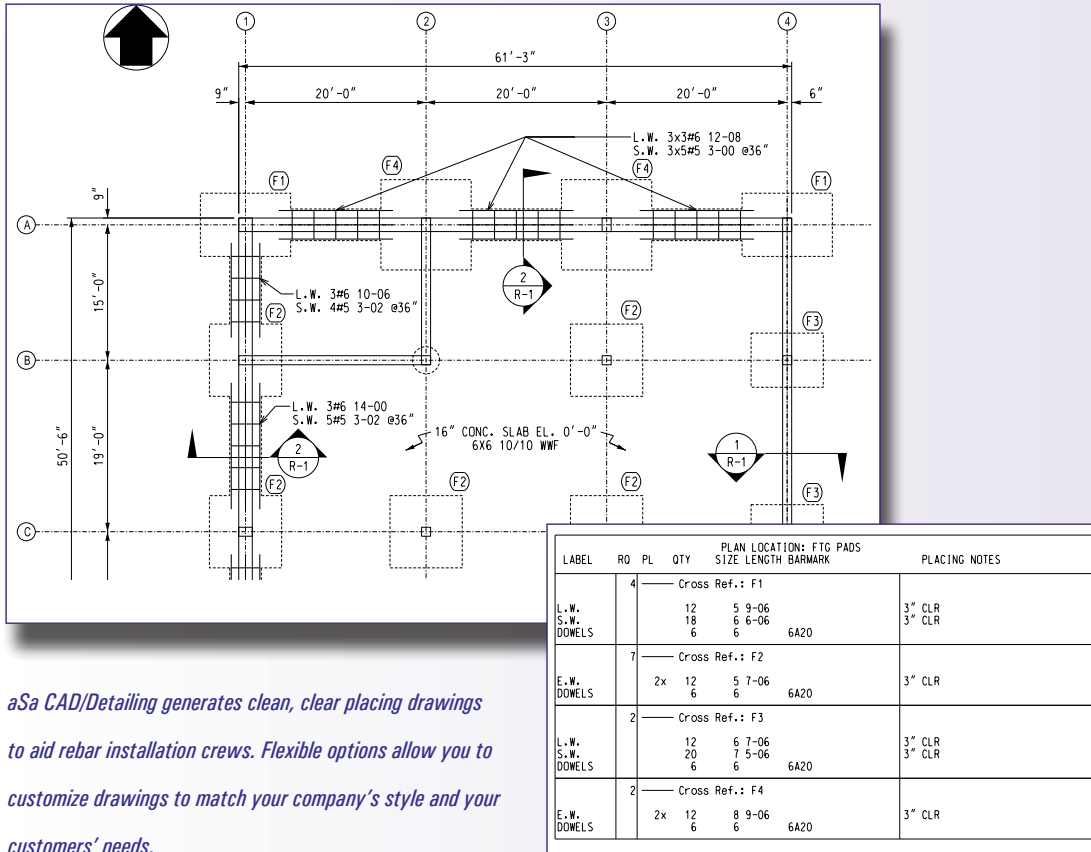 1 2 3 4
61'-3"
9" 20'-0" 20'-0" 20'-0" 6"
L.W. 3x3#6 12-08
S.W. 3x5#5 3-00 @36"
F1 F4 F4 F1
9"
A
15'-0"
2
R-1
L.W. 3#6 10-06
S.W. 4#5 3-02 @36"
F2 F2 F3
B
50'-6"
19'-0"
L.W. 3#6 14-00
S.W. 5#5 3-02 @36"
16" CONC. SLAB EL. 0'-0"
6X6 10/10 WWF
2
R-1
1
R-1
F2 F2 F2 F3
C
PLAN LOCATION: FTG PADS
LABEL RQ PL QTY SIZE LENGTH BARMARK PLACING NOTES
4 Cross Ref.: F1
L.W. 12 5 9-06 3" CLR
S.W. 18 6 6-06 3" CLR
DOWELS 6 6 6A20
7 Cross Ref.: F2
E.W. 2x 12 5 7-06 3" CLR
DOWELS 6 6 6A20
2 Cross Ref.: F3
L.W. 12 6 7-06 3" CLR
S.W. 20 7 5-06 3" CLR
DOWELS 6 6 6A20
2 Cross Ref.: F4
E.W. 2x 12 8 9-06 3" CLR
DOWELS 6 6 6A20
aSa CAD/Detailing generates clean, clear placing drawings
to aid rebar installation crews. Flexible options allow you to
customize drawings to match your company's style and your
customers' needs.